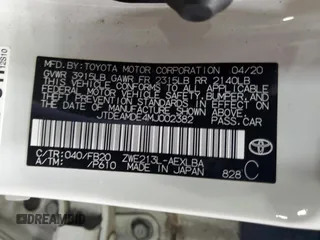 MFD.BY: TOYOTA MOTOR CORPORATION 04/20
GVWR 3915LB GAWR FR 2315LB RR 2140LB
THIS VEHICLE CONFORMS TO ALL APPLICABLE
FEDERAL MOTOR VEHICLE SAFETY, BUMPER, AND
THEFT PREVENTION STANDARDS IN EFFECT ON THE
DATE OF MANUFACTURE SHOWN ABOVE.
JTDEAMDE4MJ002382 PASS.CAR
C/TR:040/FB20 ZWE213L-AEXLBA
A/TM: /P610 MADE IN JAPAN 828 C
TOYOTA
12S10
DREAMBID